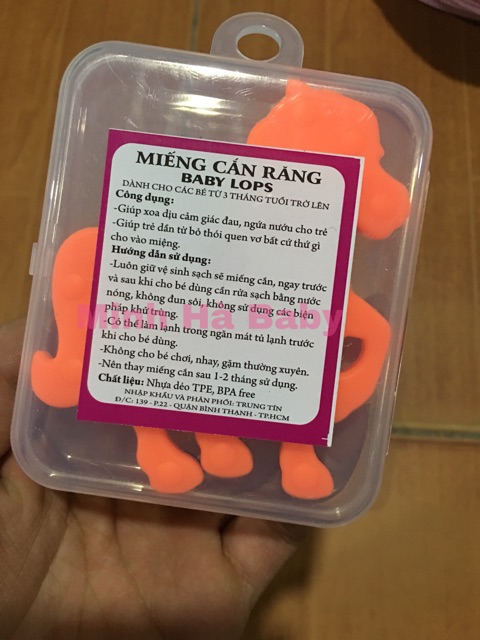 MIẾNG CẮN RĂNG
BABY LOPS
DÀNH CHO CÁC BÉ TỪ 3 THÁNG TUỔI TRỞ LÊN
Công dụng:
-Giúp xoa dịu cảm giác đau, ngứa nướu cho trẻ
-Giúp trẻ dần từ bỏ thói quen vơ bất cứ thứ gì
cho vào miệng.
Hướng dẫn sử dụng:
-Luôn giữ vệ sinh sạch sẽ miếng cắn, ngay trước
và sau khi cho bé dùng cần rửa sạch bằng nước
nóng, không đun sôi, không sử dụng các biện
pháp tiệt trùng.
Minh Hà Baby
-Có thể làm lạnh trong ngăn mát tủ lạnh trước
khi cho bé dùng.
-Không cho bé chơi, nhay, gặm thường xuyên.
-Nên thay miếng cắn sau 1-2 tháng sử dụng.
Chất liệu: Nhựa dẻo TPE, BPA free
NHẬP KHẨU VÀ PHÂN PHỐI: TRUNG TÍN
Đ/C: 139 - P.22 - QUẬN BÌNH THẠNH - TP.HCM